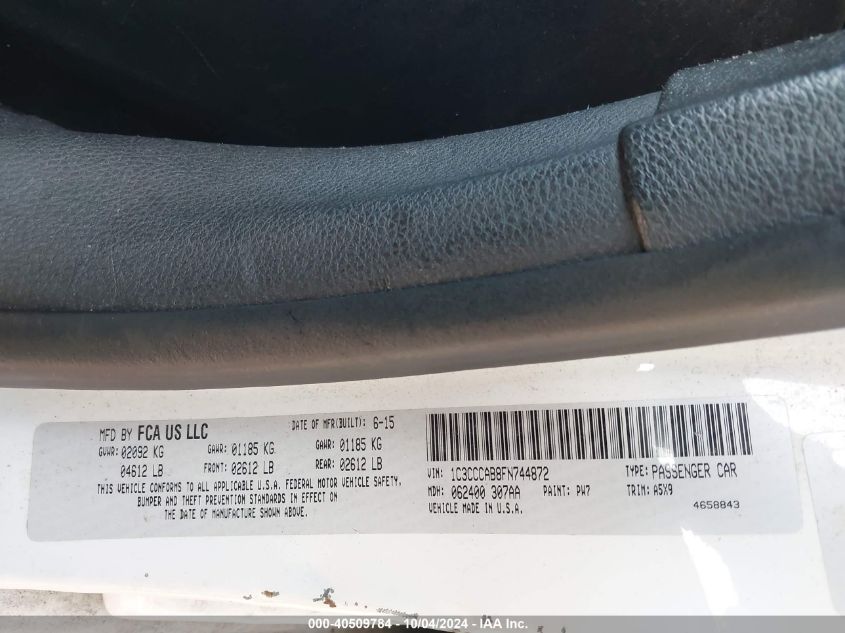 MFD BY FCA US LLC DATE OF MFR(BUILT): 6-15
GVWR: 02092 KG GAWR: 01185 KG GAWR: 01185 KG
04612 LB FRONT: 02612 LB REAR: 02612 LB
THIS VEHICLE CONFORMS TO ALL APPLICABLE U.S.A. FEDERAL MOTOR VEHICLE SAFETY,
BUMPER AND THEFT PREVENTION STANDARDS IN EFFECT ON
THE DATE OF MANUFACTURE SHOWN ABOVE.
VIN: 1C3CCCAB8FN744872 TYPE: PASSENGER CAR
MDH: 062400 307AA PAINT: PW7 TRIM: A5X9
VEHICLE MADE IN U.S.A. 4658843
000-40509784 - 10/04/2024 - IAA Inc.